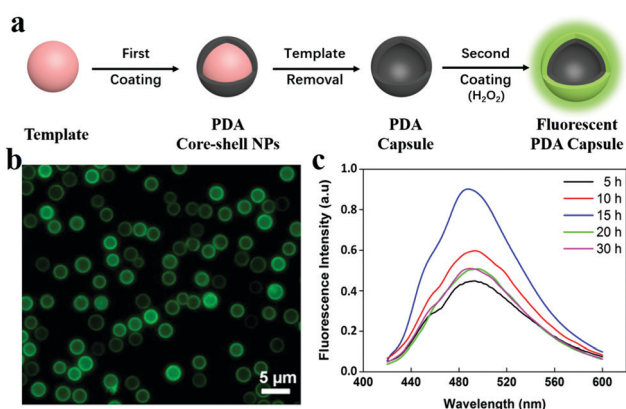 a
First
Coating
Template
Removal
Second
Coating
(H₂O₂)
Template
PDA
Core-shell NPs
PDA
Capsule
Fluorescent
PDA Capsule
b
5 μm
c
Fluorescence Intensity (a.u)
1.0
0.8
0.6
0.4
0.2
0.0
5 h
10 h
15 h
20 h
30 h
400 440 480 520 560 600
Wavelength (nm)